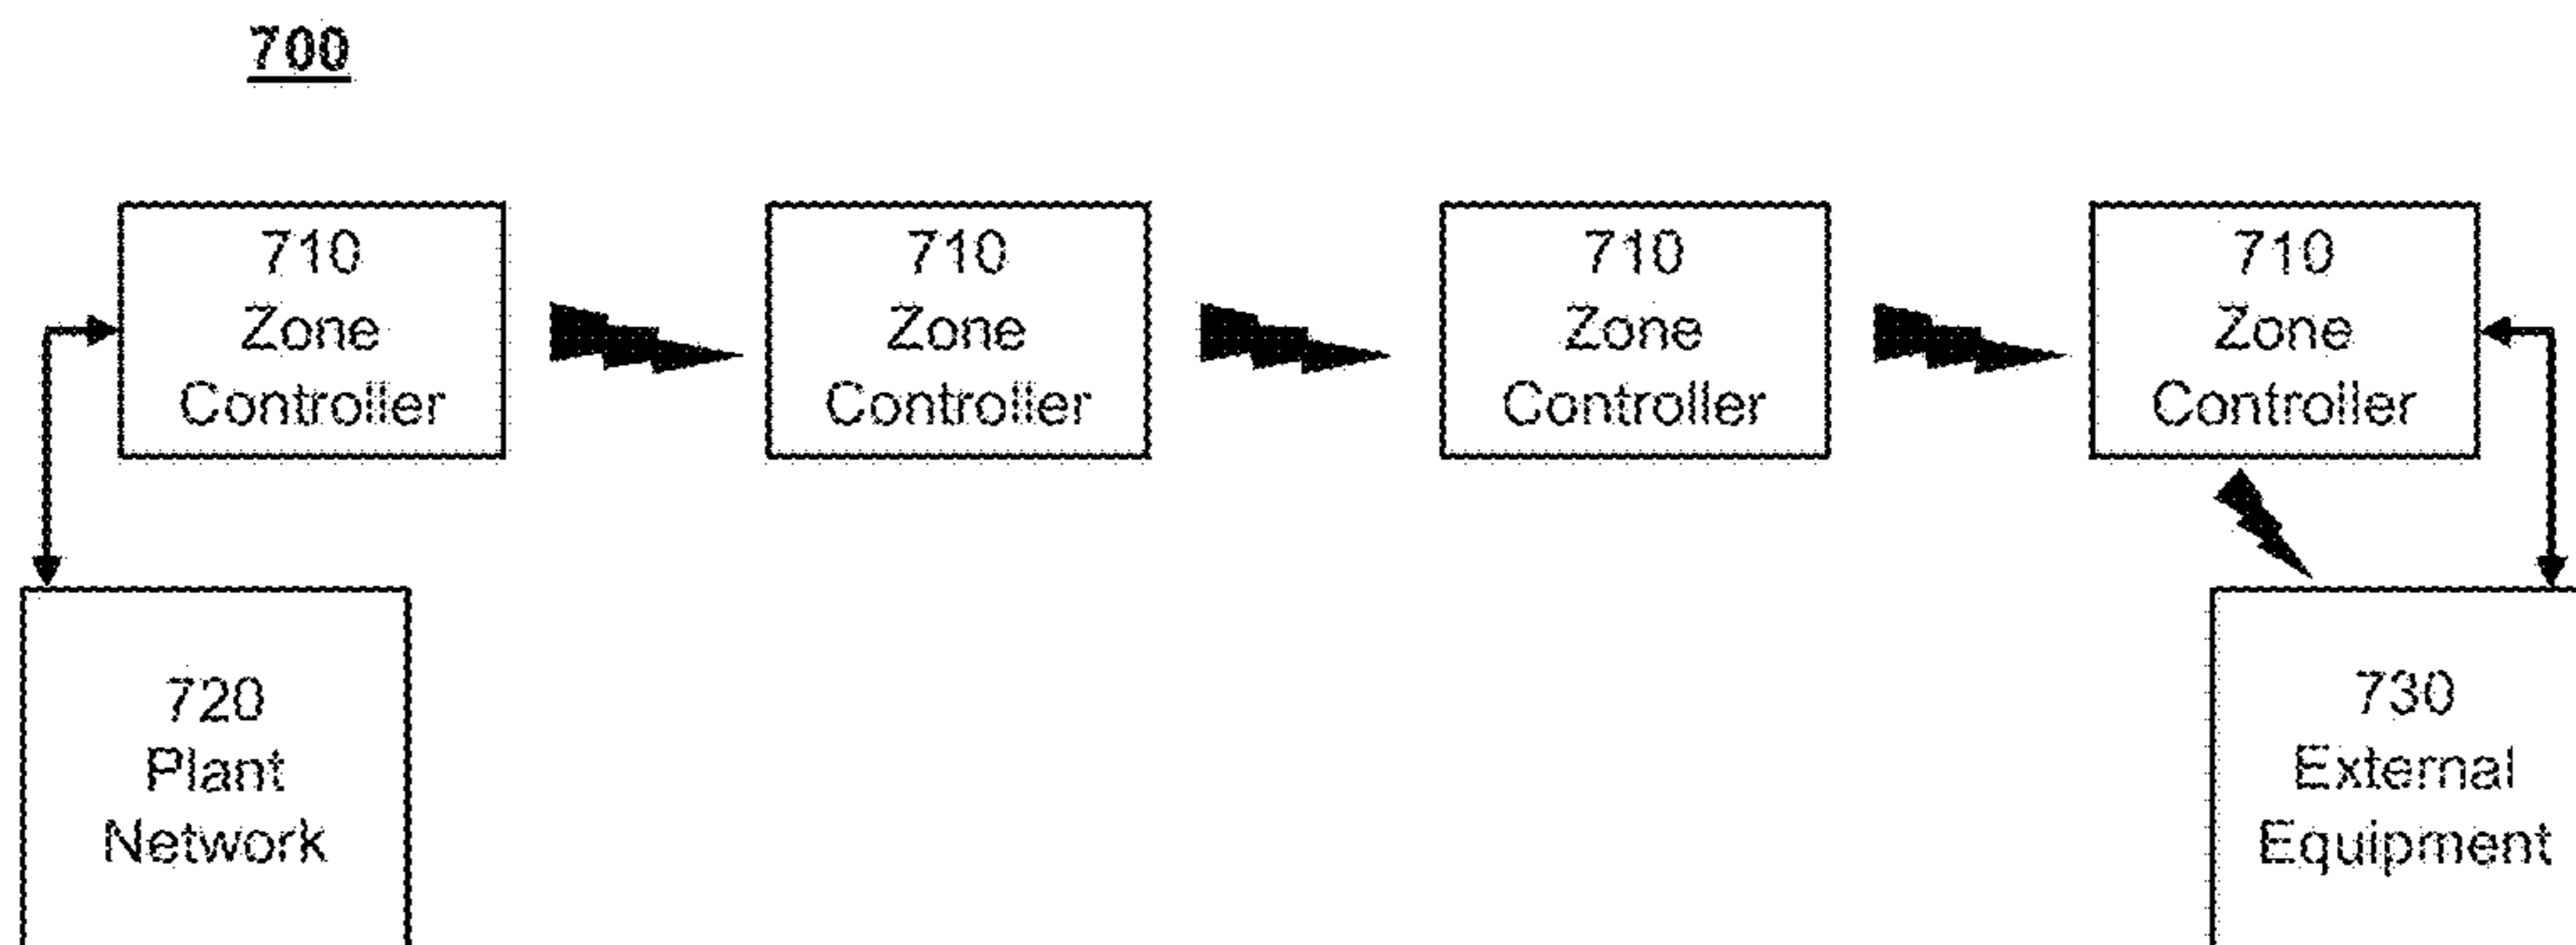 700
710
Zone
Controller
710
Zone
Controller
710
Zone
Controller
710
Zone
Controller
720
Plant
Network
730
External
Equipment